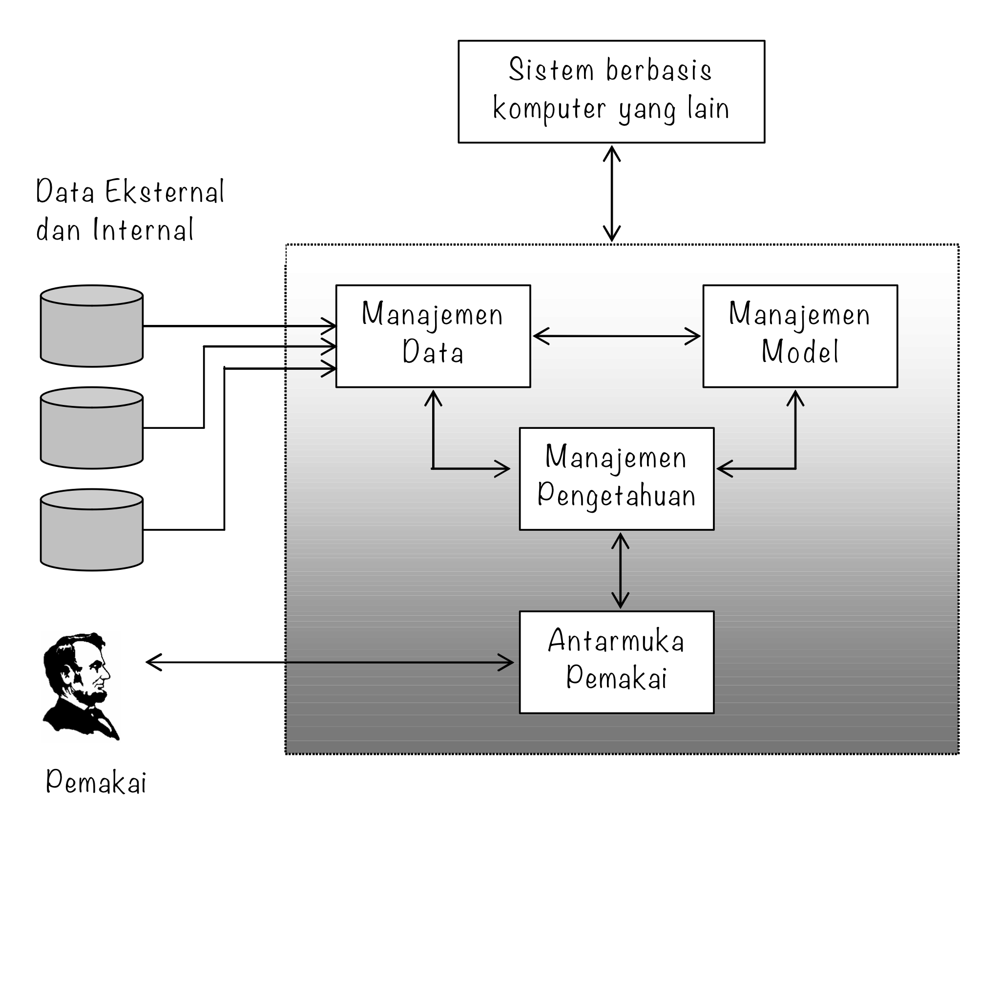 Sistem berbasis
komputer yang lain
Data Eksternal
dan Internal
Manajemen
Data
Manajemen
Model
Manajemen
Pengetahuan
Antarmuka
Pemakai
Pemakai